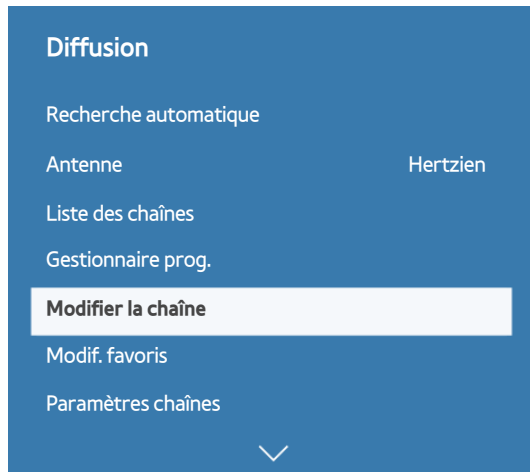 Diffusion
Recherche automatique
Antenne Hertzien
Liste des chaînes
Gestionnaire prog.
Modifier la chaîne
Modif. favoris
Paramètres chaînes